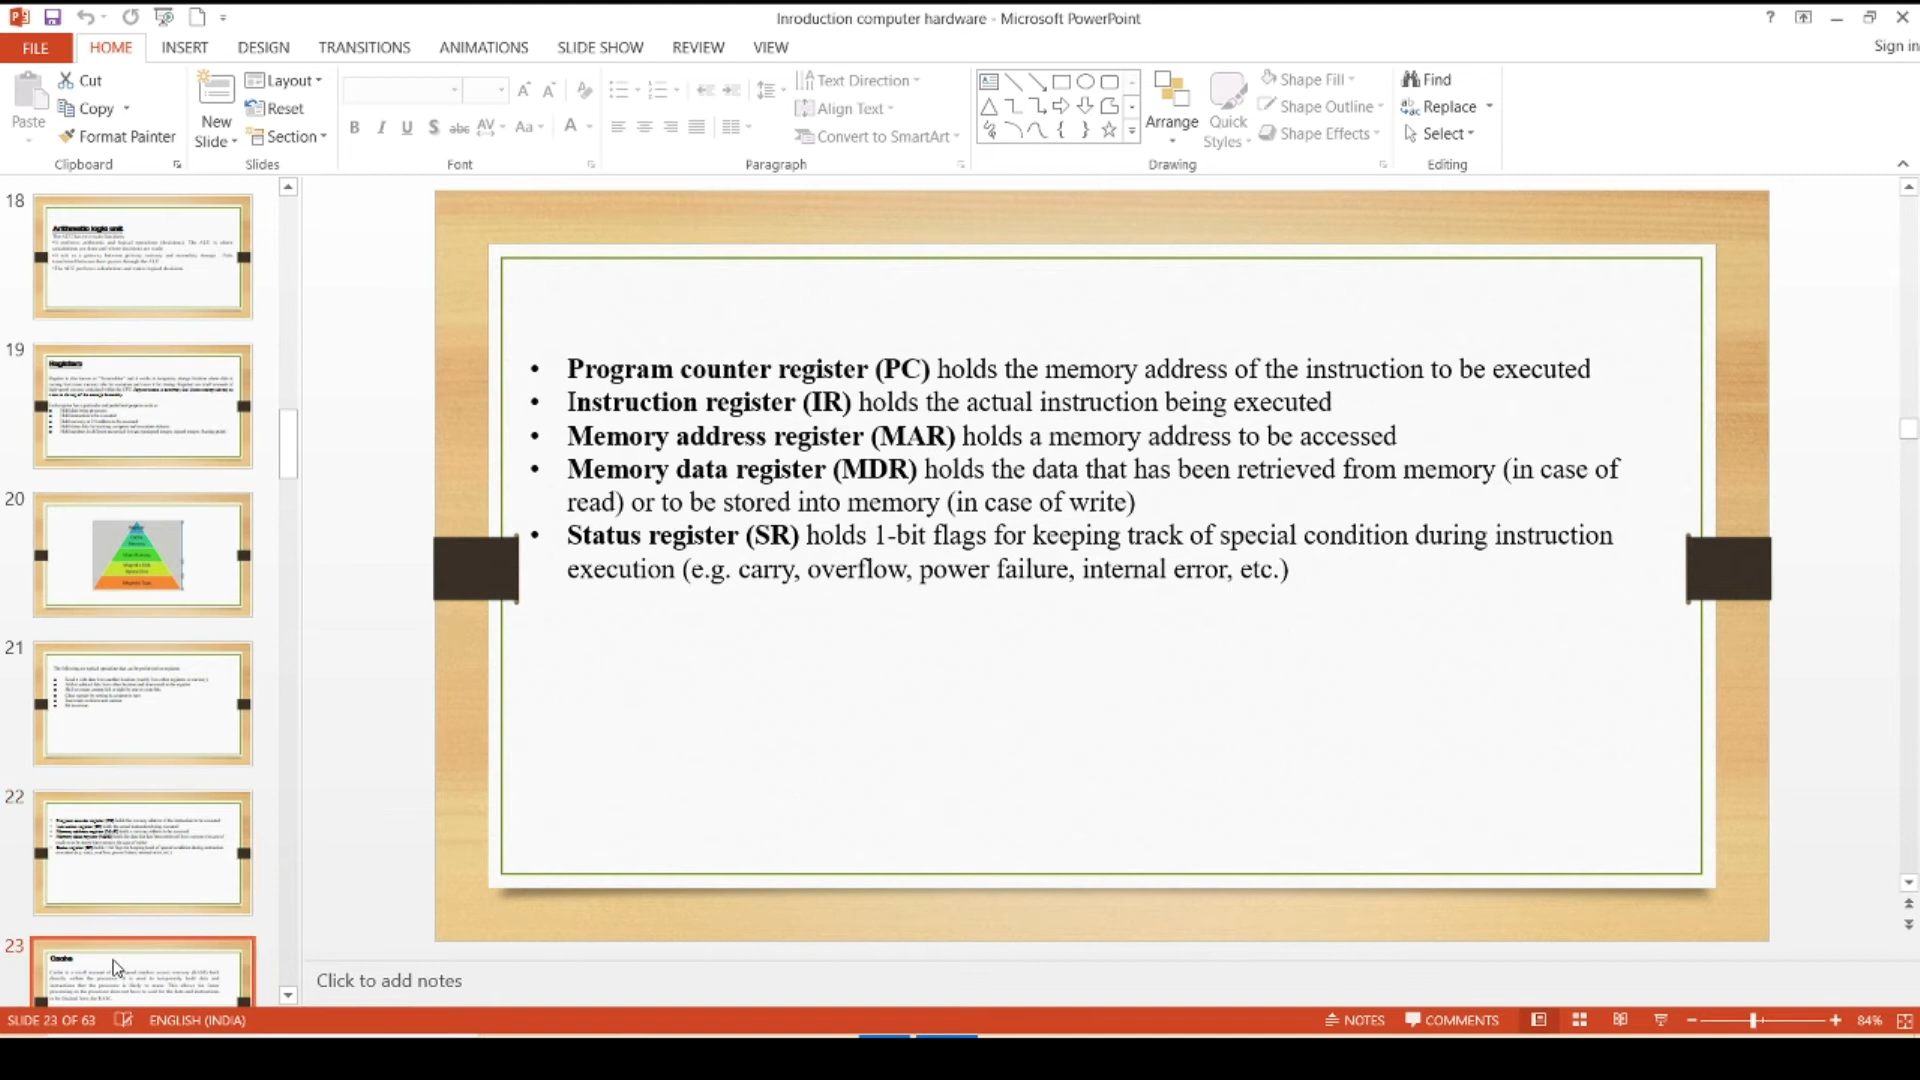 Inroduction computer hardware - Microsoft PowerPoint
Sign in
FILE HOME INSERT DESIGN TRANSITIONS ANIMATIONS SLIDE SHOW REVIEW VIEW
Paste
Cut
Copy
Format Painter
Clipboard
New
Slide
Layout
Reset
Section
Slides
Font
Text Direction
Align Text
Convert to SmartArt
Paragraph
Arrange
Quick
Styles
Shape Fill
Shape Outline
Shape Effects
Drawing
Find
Replace
Select
Editing
18
Arithmetic logic unit
19
Registers
20
21
22
23
Cache
• Program counter register (PC) holds the memory address of the instruction to be executed
• Instruction register (IR) holds the actual instruction being executed
• Memory address register (MAR) holds a memory address to be accessed
• Memory data register (MDR) holds the data that has been retrieved from memory (in case of
read) or to be stored into memory (in case of write)
• Status register (SR) holds 1-bit flags for keeping track of special condition during instruction
execution (e.g. carry, overflow, power failure, internal error, etc.)
Click to add notes
SLIDE 23 OF 63 ENGLISH (INDIA) NOTES COMMENTS 84%